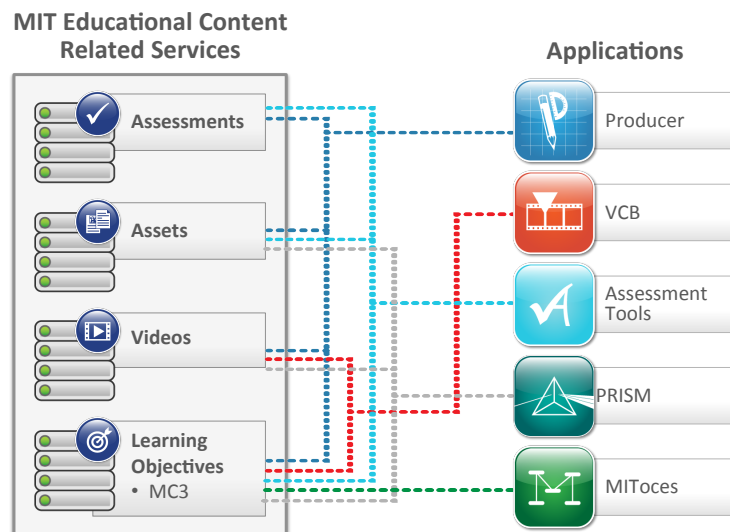 MIT Educational Content
Related Services
Applications
Assessments
Assets
Videos
Learning
Objectives
• MC3
Producer
VCB
Assessment
Tools
PRISM
MIToces